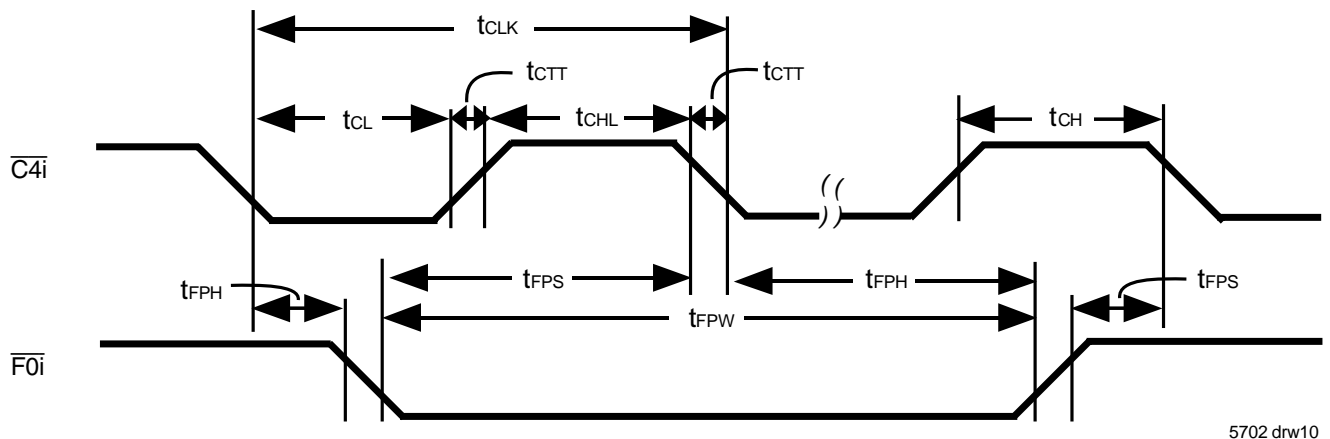 tCLK
tCTT
tCTT
tCL
tCHL
tCH
C4i
tFPS
tFPH
tFPS
tFPH
tFPW
F0i
5702 drw10